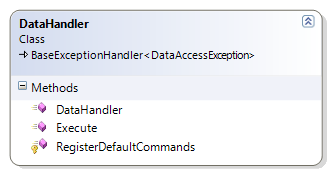 DataHandler
Class
BaseExceptionHandler<DataAccessException>
Methods
DataHandler
Execute
RegisterDefaultCommands